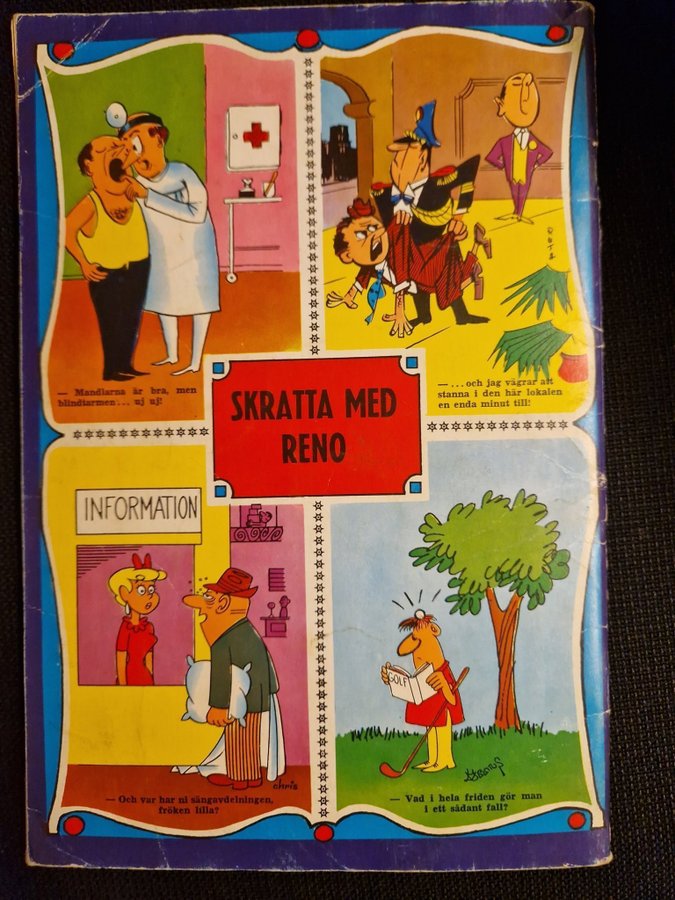 — Mandlarna är bra, men
blindtarmen... uj uj!
ROTA
— ...och jag vägrar att
stanna i den här lokalen
en enda minut till!
SKRATTA MED
RENO
INFORMATION
chris
— Och var har ni sängavdelningen,
fröken lilla?
GOLF
— Vad i hela friden gör man
i ett sådant fall?